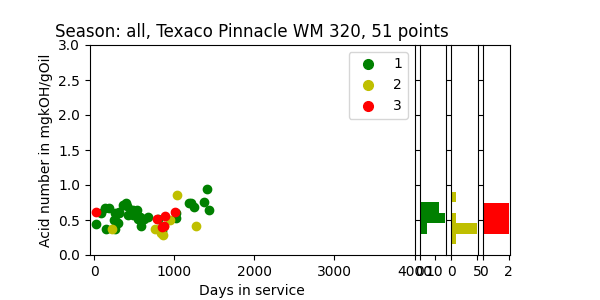 Season: all, Texaco Pinnacle WM 320, 51 points
Acid number in mgkOH/gOil
3.0
2.5
2.0
1.5
1.0
0.5
0.0
1
2
3
0 1000 2000 3000 4000 0 10 0 5 0 2
Days in service